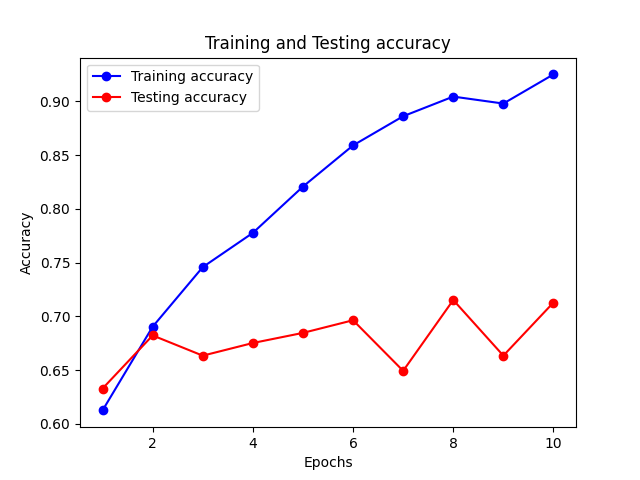 Training and Testing accuracy
Training accuracy
Testing accuracy
0.90
0.85
0.80
0.75
0.70
0.65
0.60
Accuracy
2 4 6 8 10
Epochs